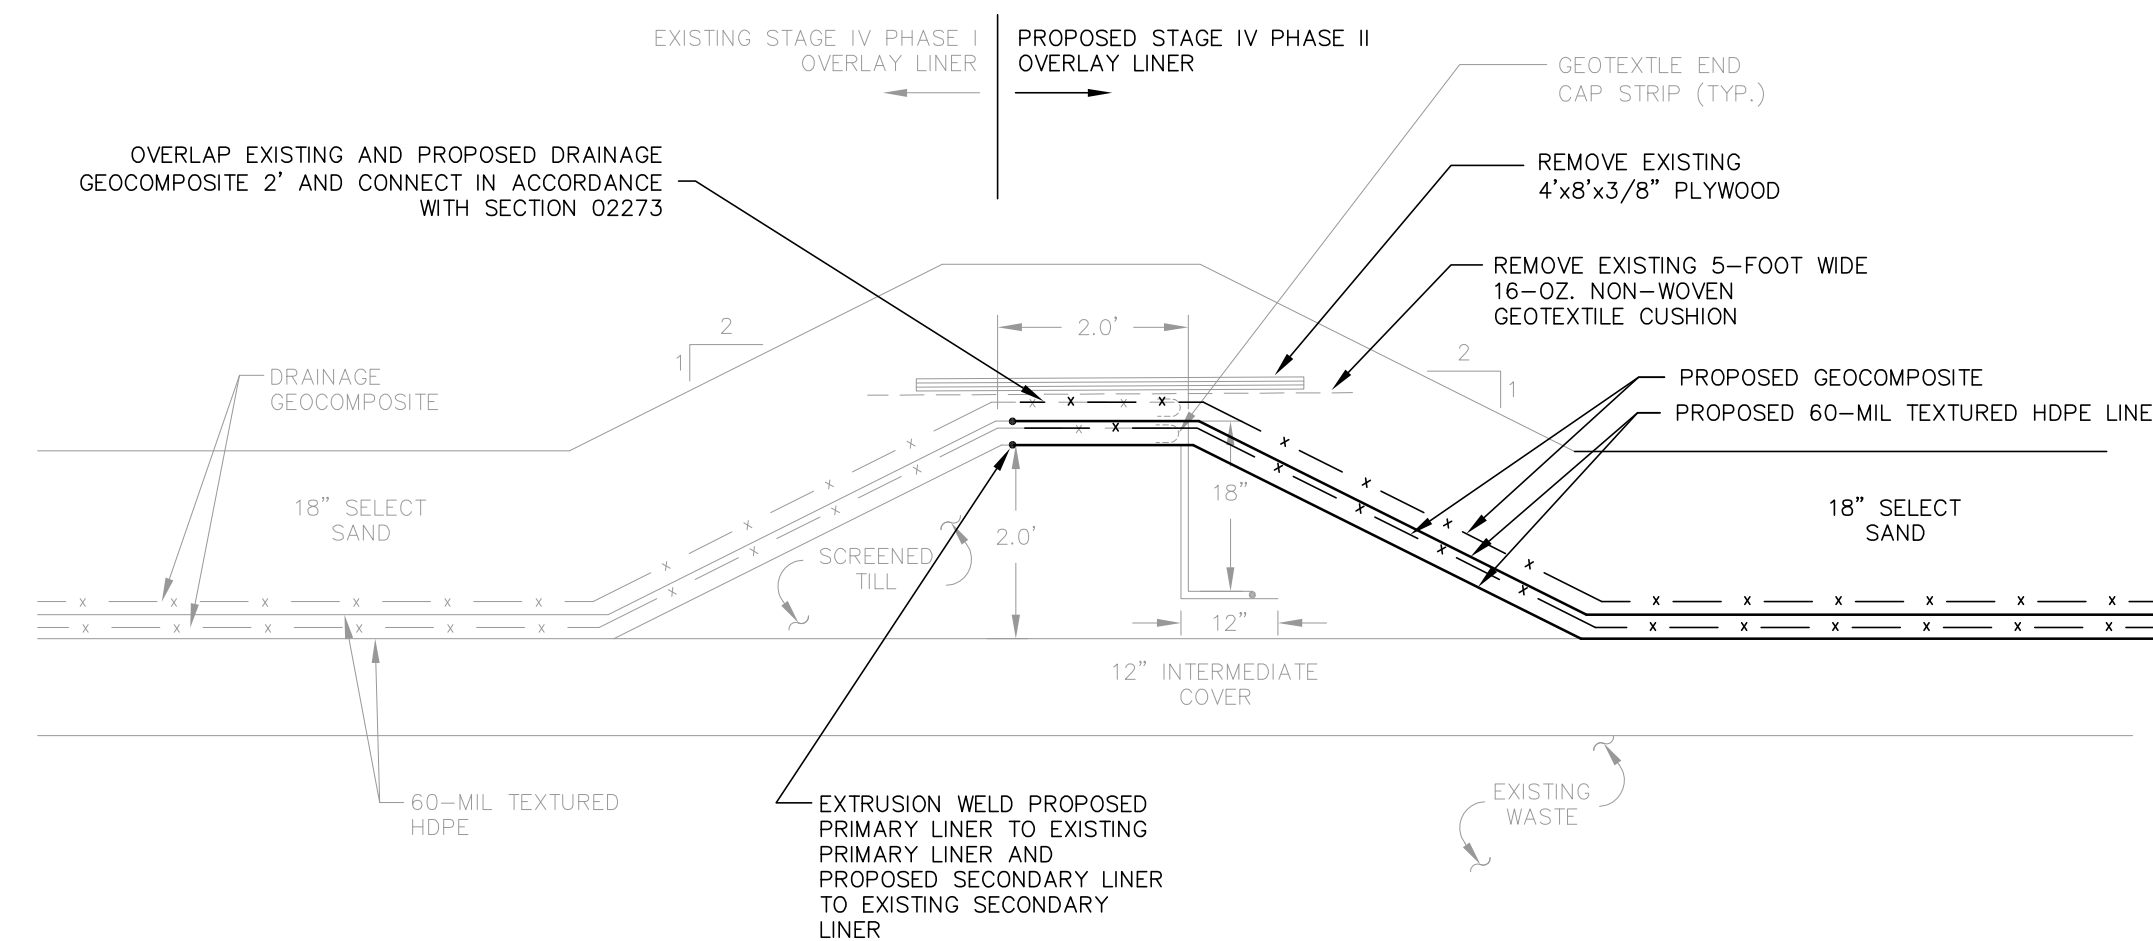 EXISTING STAGE IV PHASE I
OVERLAY LINER
PROPOSED STAGE IV PHASE II
OVERLAY LINER
GEOTEXTLE END
CAP STRIP (TYP.)
OVERLAP EXISTING AND PROPOSED DRAINAGE
GEOCOMPOSITE 2' AND CONNECT IN ACCORDANCE
WITH SECTION 02273
REMOVE EXISTING
4'x8'x3/8" PLYWOOD
REMOVE EXISTING 5-FOOT WIDE
16-OZ. NON-WOVEN
GEOTEXTILE CUSHION
2
1
2.0'
2
1
DRAINAGE
GEOCOMPOSITE
PROPOSED GEOCOMPOSITE
PROPOSED 60-MIL TEXTURED HDPE LINE
18" SELECT
SAND
18"
18" SELECT
SAND
2.0'
SCREENED
TILL
12"
12" INTERMEDIATE
COVER
60-MIL TEXTURED
HDPE
EXTRUSION WELD PROPOSED
PRIMARY LINER TO EXISTING
PRIMARY LINER AND
PROPOSED SECONDARY LINER
TO EXISTING SECONDARY
LINER
EXISTING
WASTE